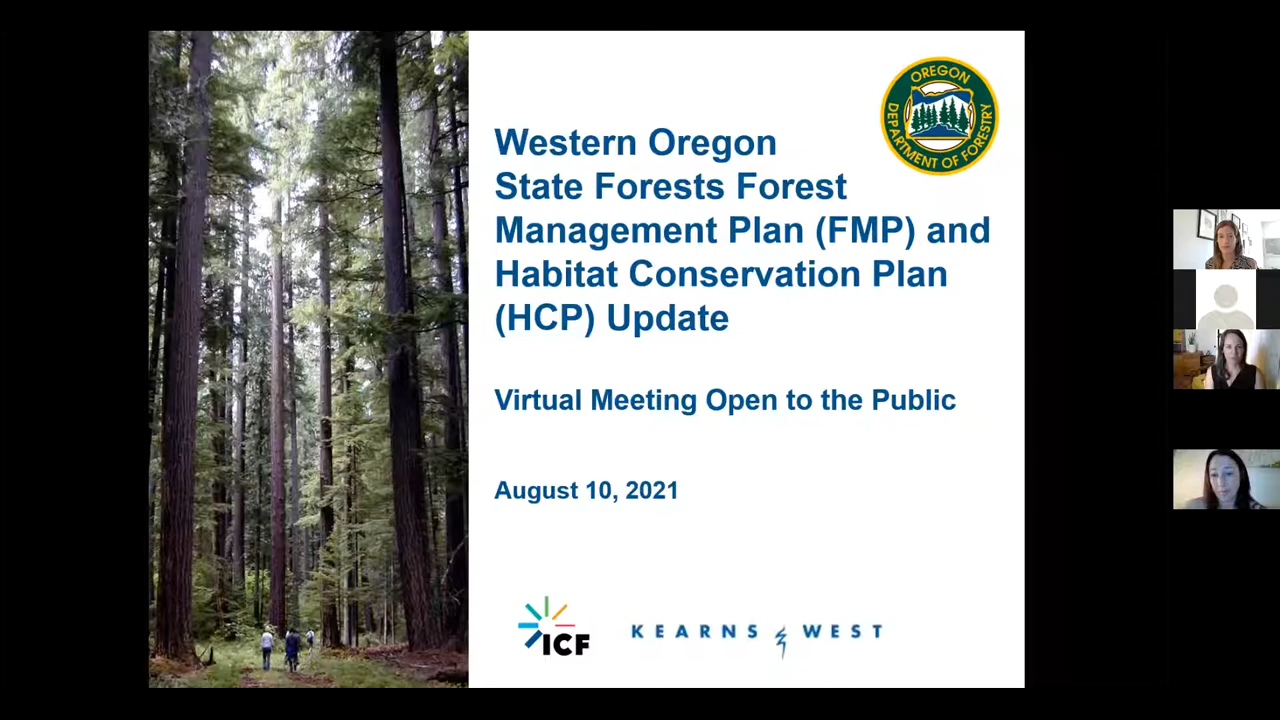 OREGON
DEPARTMENT OF FORESTRY
Western Oregon
State Forests Forest
Management Plan (FMP) and
Habitat Conservation Plan
(HCP) Update
Virtual Meeting Open to the Public
August 10, 2021
ICF
KEARNS WEST